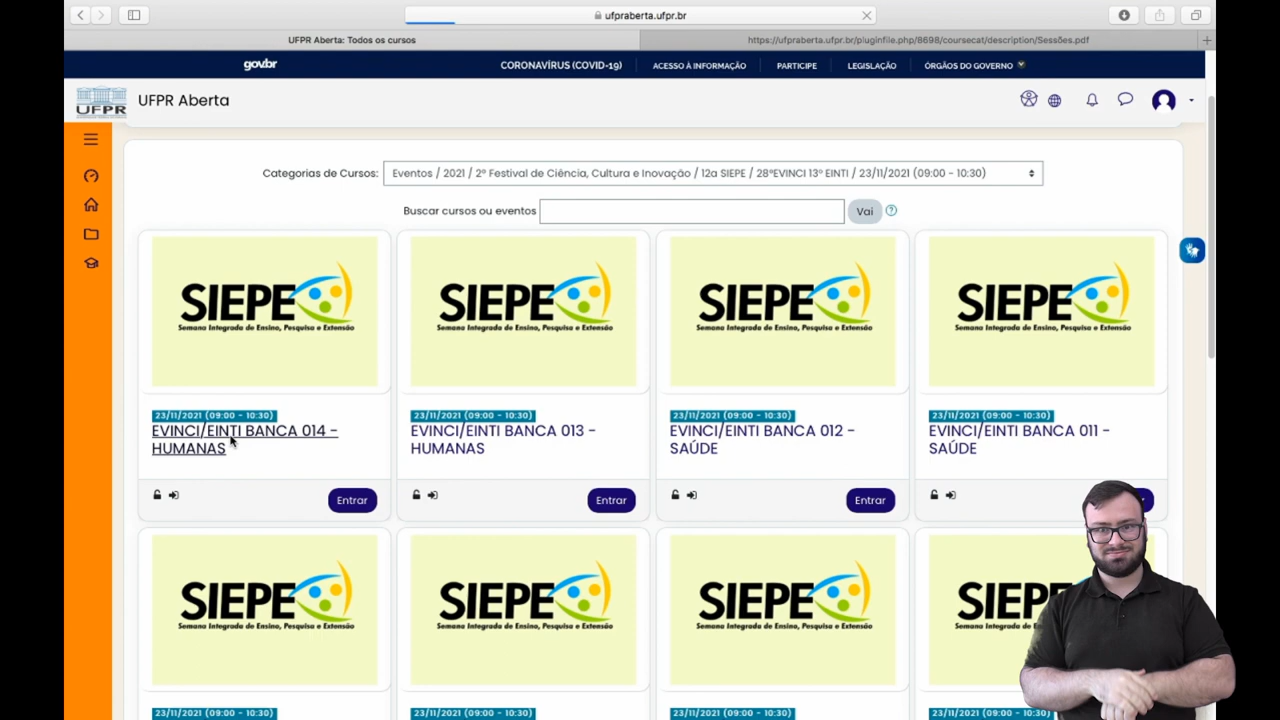 ufpraberta.ufpr.br
UFPR Aberta: Todos os cursos
https://ufpraberta.ufpr.br/pluginfile.php/8698/coursecat/description/Sessões.pdf
govbr
CORONAVÍRUS (COVID-19)
ACESSO À INFORMAÇÃO
PARTICIPE
LEGISLAÇÃO
ÓRGÃOS DO GOVERNO
UFPR
UFPR Aberta
Categorias de Cursos:
Eventos / 2021 / 2º Festival de Ciência, Cultura e Inovação / 12a SIEPE / 28ºEVINCI 13º EINTI / 23/11/2021 (09:00 - 10:30)
Buscar cursos ou eventos
Vai
SIEPE
Semana Integrada de Ensino, Pesquisa e Extensão
SIEPE
Semana Integrada de Ensino, Pesquisa e Extensão
SIEPE
Semana Integrada de Ensino, Pesquisa e Extensão
SIEPE
Semana Integrada de Ensino, Pesquisa e Extensão
23/11/2021 (09:00 - 10:30)
EVINCI/EINTI BANCA 014 -
HUMANAS
Entrar
23/11/2021 (09:00 - 10:30)
EVINCI/EINTI BANCA 013 -
HUMANAS
Entrar
23/11/2021 (09:00 - 10:30)
EVINCI/EINTI BANCA 012 -
SAÚDE
Entrar
23/11/2021 (09:00 - 10:30)
EVINCI/EINTI BANCA 011 -
SAÚDE
SIEPE
Semana Integrada de Ensino, Pesquisa e Extensão
SIEPE
Semana Integrada de Ensino, Pesquisa e Extensão
SIEPE
Semana Integrada de Ensino, Pesquisa e Extensão
SIEP
Semana Integrada
23/11/2021 (09:00 - 10:30)
23/11/2021 (09:00 - 10:30)
23/11/2021 (09:00 - 10:30)
23/11/2021 (09:00 - 10:30)